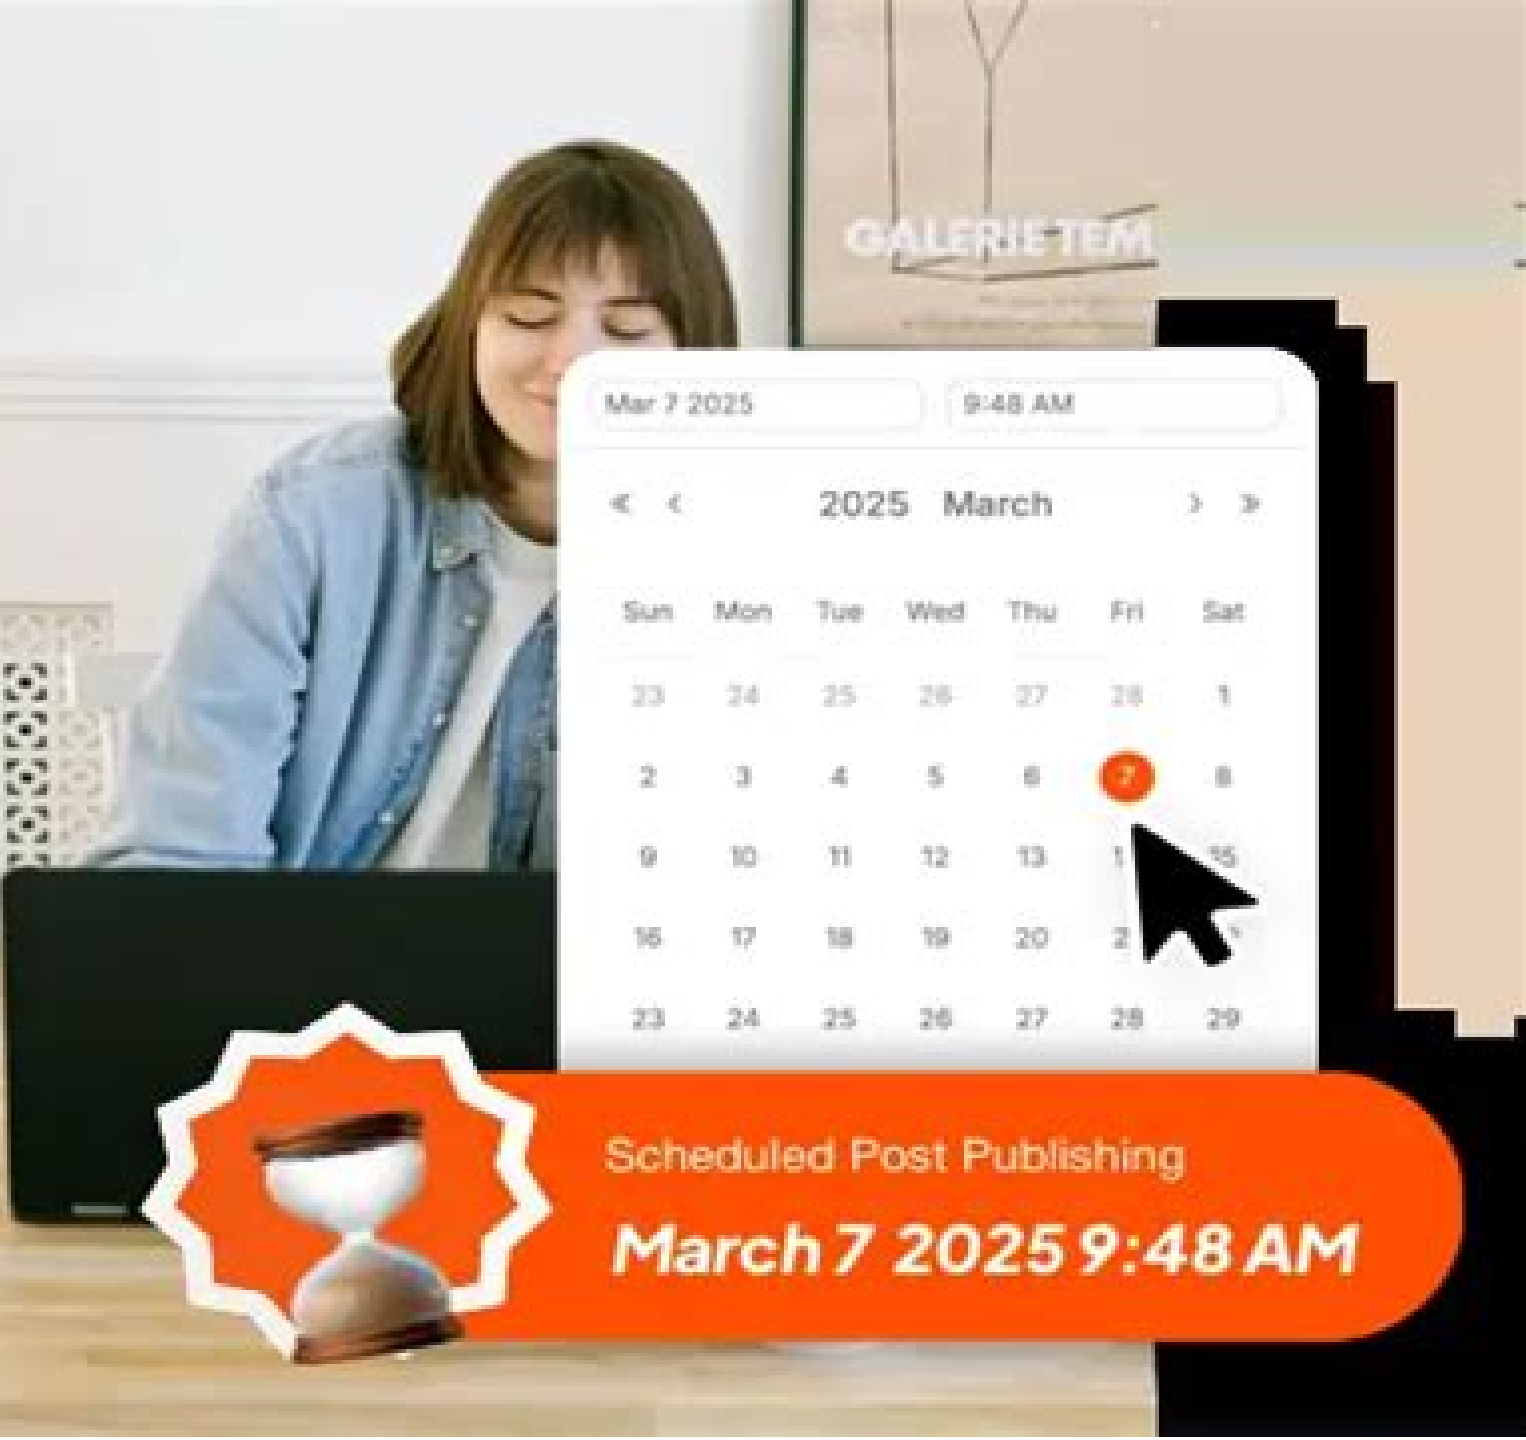 GALERIE TEM
Mar 7 2025 9:48 AM
« ‹ 2025 March › »
Sun Mon Tue Wed Thu Fri Sat
23 24 25 26 27 28 1
2 3 4 5 6 7 8
9 10 11 12 13 15
16 17 18 19 20
23 24 25 26 27 28 29
Scheduled Post Publishing
March 7 2025 9:48 AM